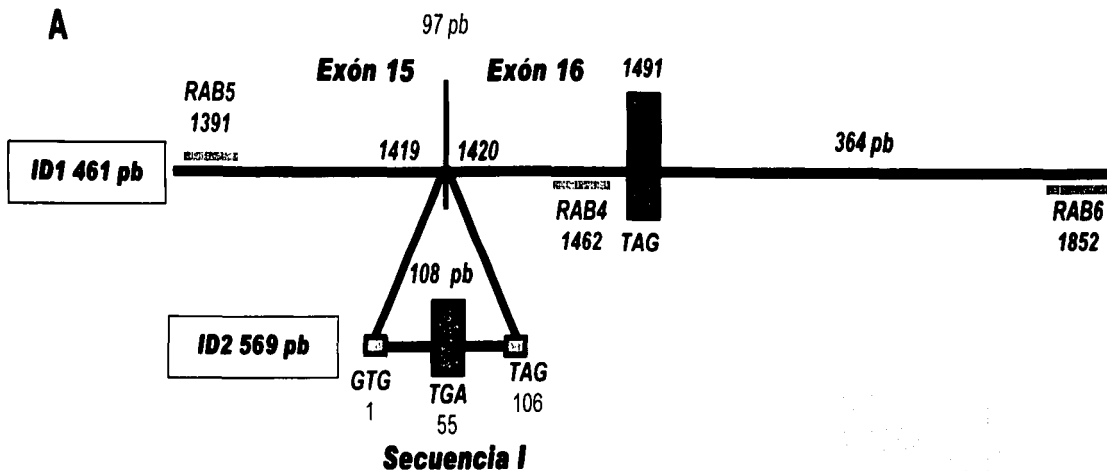 A
97 pb
Exón 15
Exón 16
1491
RAB5
1391
1419
1420
364 pb
ID1 461 pb
RAB4
1462
TAG
RAB6
1852
108 pb
ID2 569 pb
GTG
1
TGA
55
TAG
106
Secuencia I